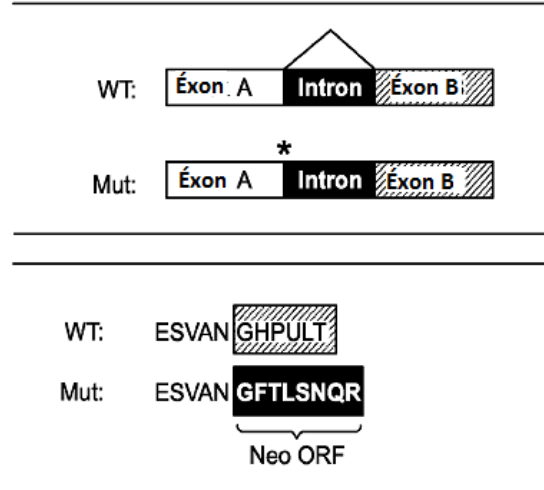 WT: Éxon: A Intron Éxon B
*
Mut: Éxon A Intron Éxon B
WT: ESVAN GHPULT
Mut: ESVAN GFTLSNQR
Neo ORF